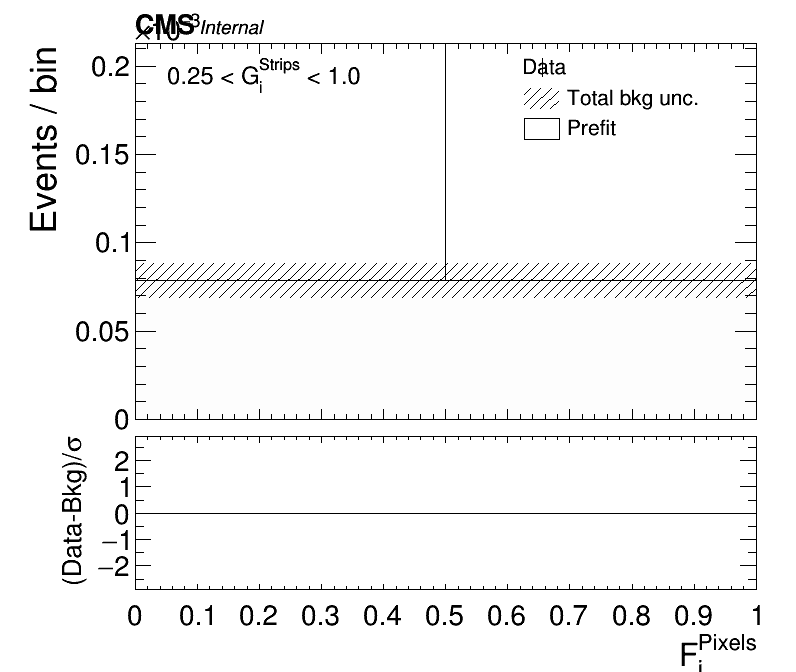 CMS Internal
×10⁻³
Events / bin
0.25 < G_i^Strips < 1.0
Data
Total bkg unc.
Prefit
0.2
0.15
0.1
0.05
0
(Data-Bkg)/σ
2
1
0
−1
−2
0 0.1 0.2 0.3 0.4 0.5 0.6 0.7 0.8 0.9 1
F_i^Pixels